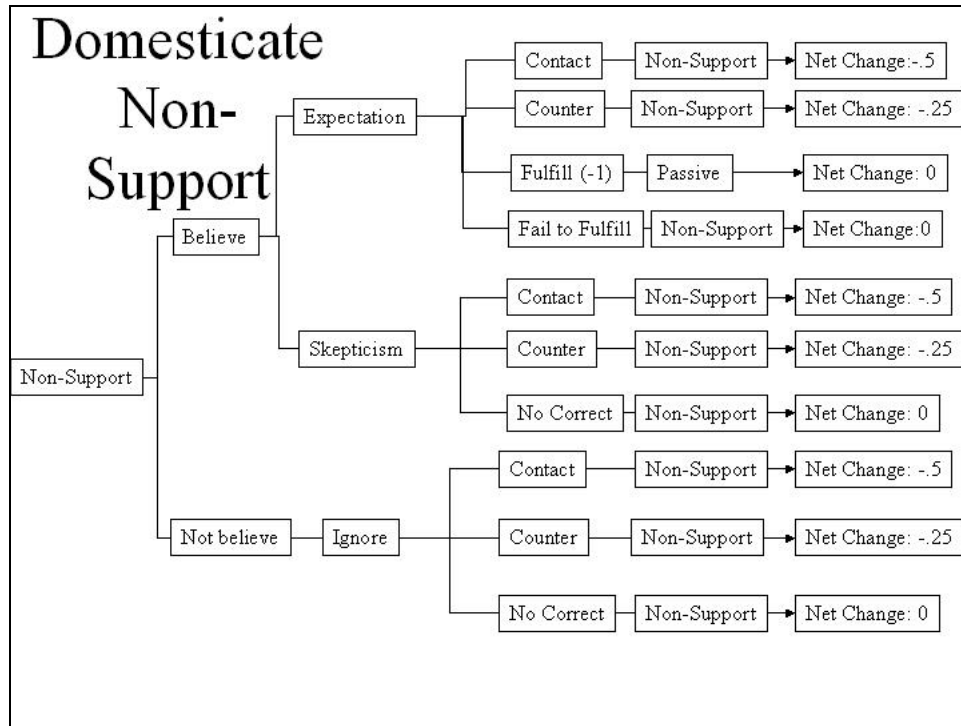 Domesticate
Non-
Support
Contact Non-Support Net Change:-.5
Counter Non-Support Net Change: -.25
Expectation
Fulfill (-1) Passive Net Change: 0
Fail to Fulfill Non-Support Net Change:0
Believe
Contact Non-Support Net Change: -.5
Skepticism Counter Non-Support Net Change: -.25
Non-Support
No Correct Non-Support Net Change: 0
Contact Non-Support Net Change: -.5
Not believe Ignore Counter Non-Support Net Change: -.25
No Correct Non-Support Net Change: 0